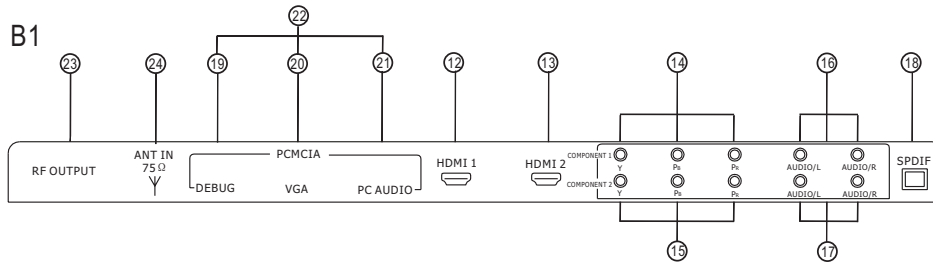 B1
22
23 24 19 20 21 12 13 14 16 18
RF OUTPUT
ANT IN
75Ω
PCMCIA
DEBUG VGA PC AUDIO
HDMI 1
HDMI 2
COMPONENT 1
Y PB PR AUDIO/L AUDIO/R
COMPONENT 2
Y PB PR AUDIO/L AUDIO/R
SPDIF
15 17